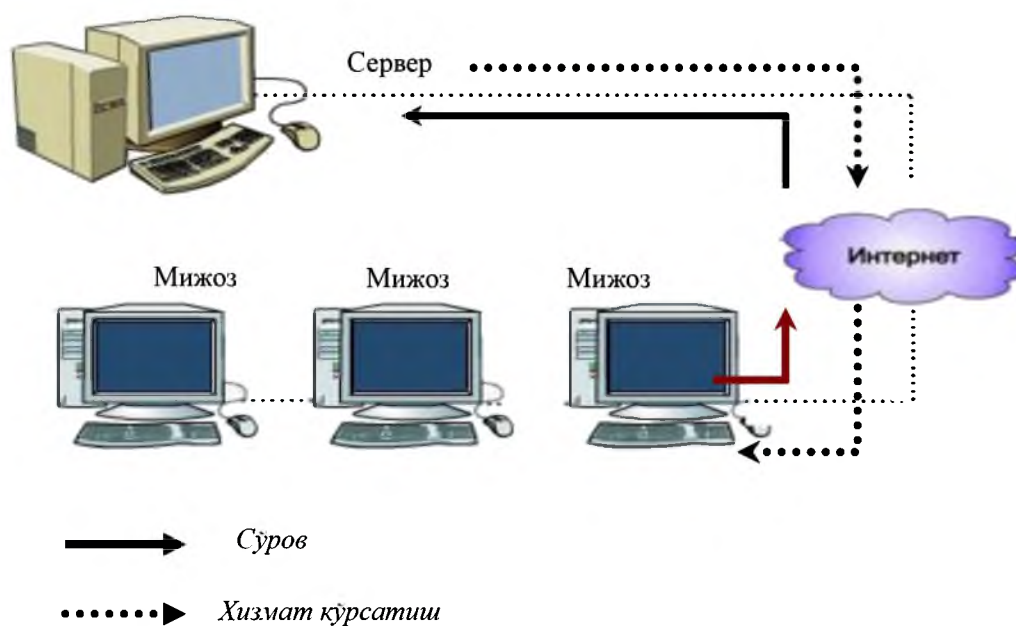 Сервер
Интернет
Мижоз Мижоз Мижоз
Сўров
Хизмат кўрсатиш